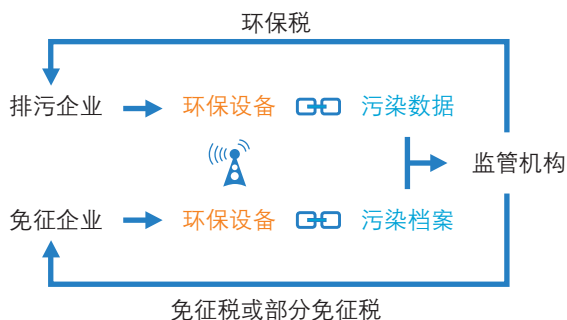 环保税
排污企业
环保设备
污染数据
监管机构
免征企业
环保设备
污染档案
免征税或部分免征税